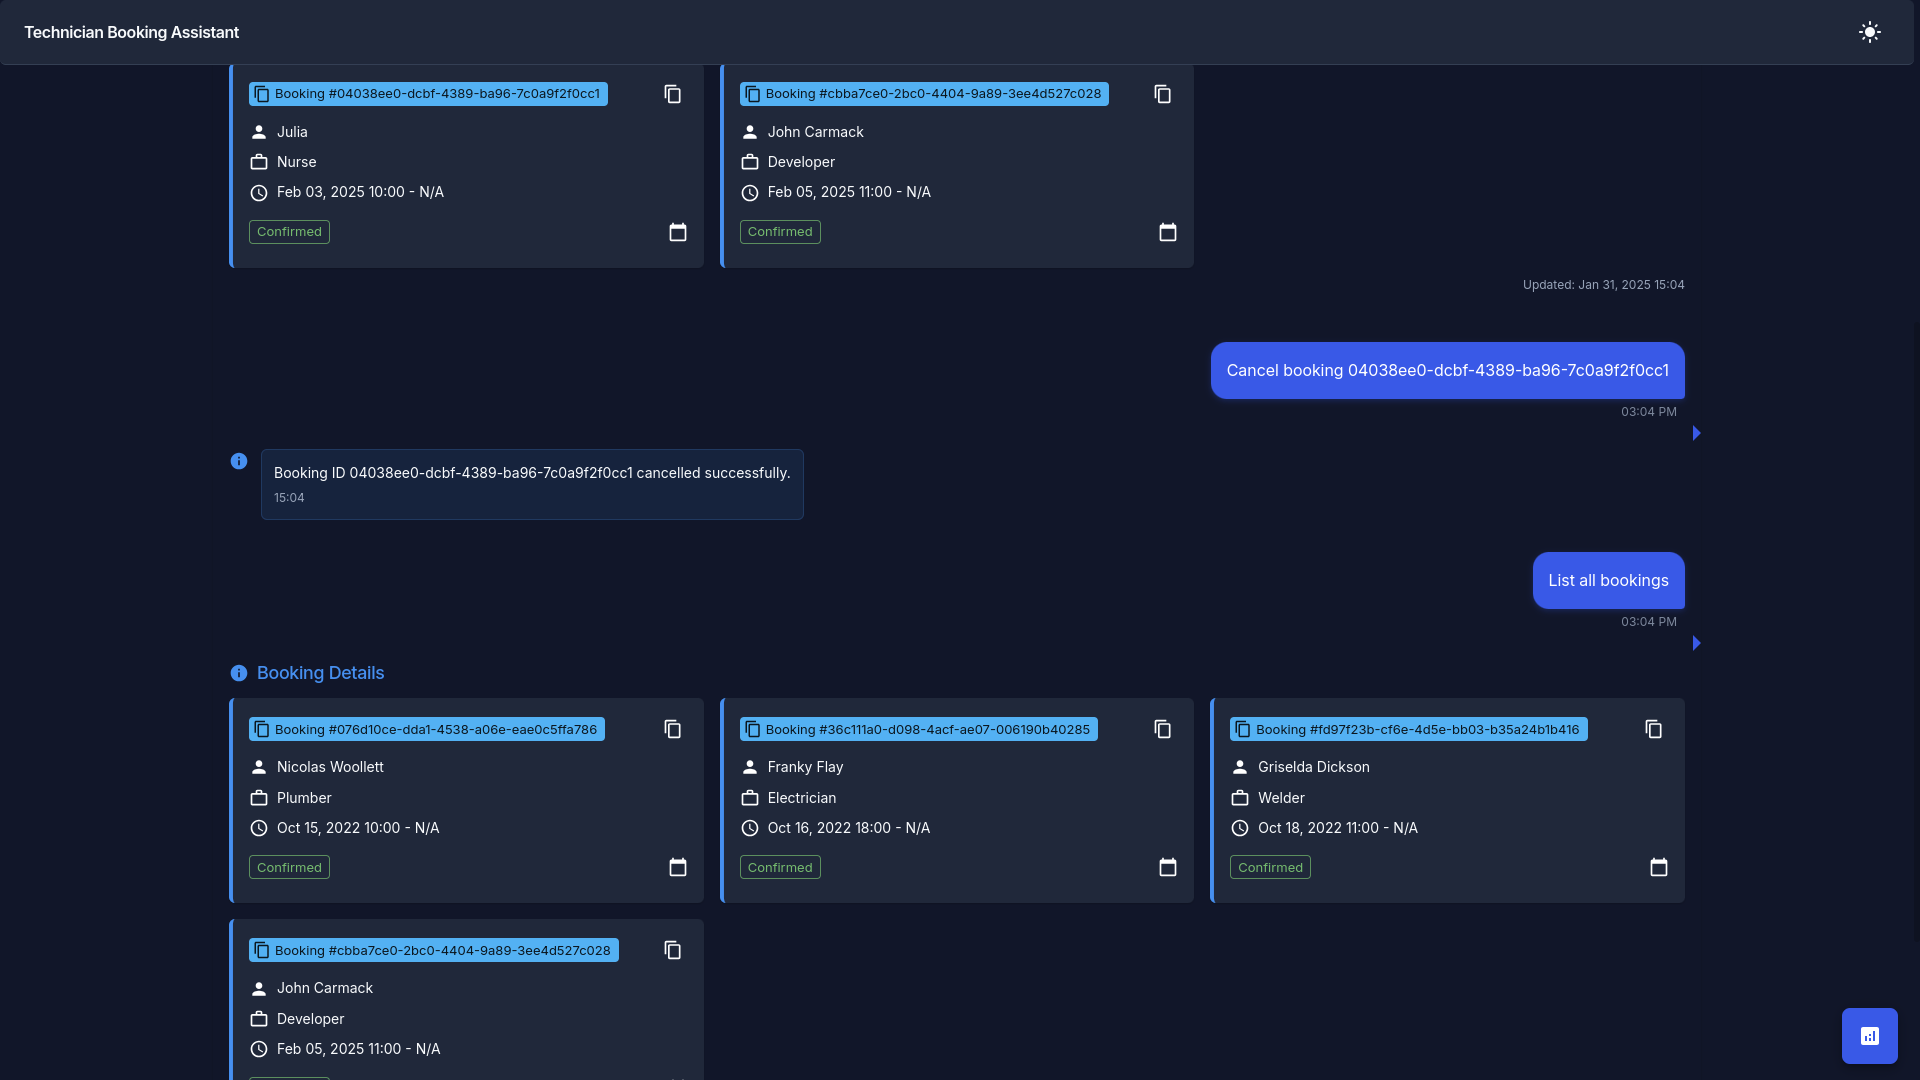 Technician Booking Assistant
Booking #04038ee0-dcbf-4389-ba96-7c0a9f2f0cc1
Julia
Nurse
Feb 03, 2025 10:00 - N/A
Confirmed
Booking #cbba7ce0-2bc0-4404-9a89-3ee4d527c028
John Carmack
Developer
Feb 05, 2025 11:00 - N/A
Confirmed
Updated: Jan 31, 2025 15:04
Cancel booking 04038ee0-dcbf-4389-ba96-7c0a9f2f0cc1
03:04 PM
Booking ID 04038ee0-dcbf-4389-ba96-7c0a9f2f0cc1 cancelled successfully.
15:04
List all bookings
03:04 PM
Booking Details
Booking #076d10ce-dda1-4538-a06e-eae0c5ffa786
Nicolas Woollett
Plumber
Oct 15, 2022 10:00 - N/A
Confirmed
Booking #36c111a0-d098-4acf-ae07-006190b40285
Franky Flay
Electrician
Oct 16, 2022 18:00 - N/A
Confirmed
Booking #fd97f23b-cf6e-4d5e-bb03-b35a24b1b416
Griselda Dickson
Welder
Oct 18, 2022 11:00 - N/A
Confirmed
Booking #cbba7ce0-2bc0-4404-9a89-3ee4d527c028
John Carmack
Developer
Feb 05, 2025 11:00 - N/A